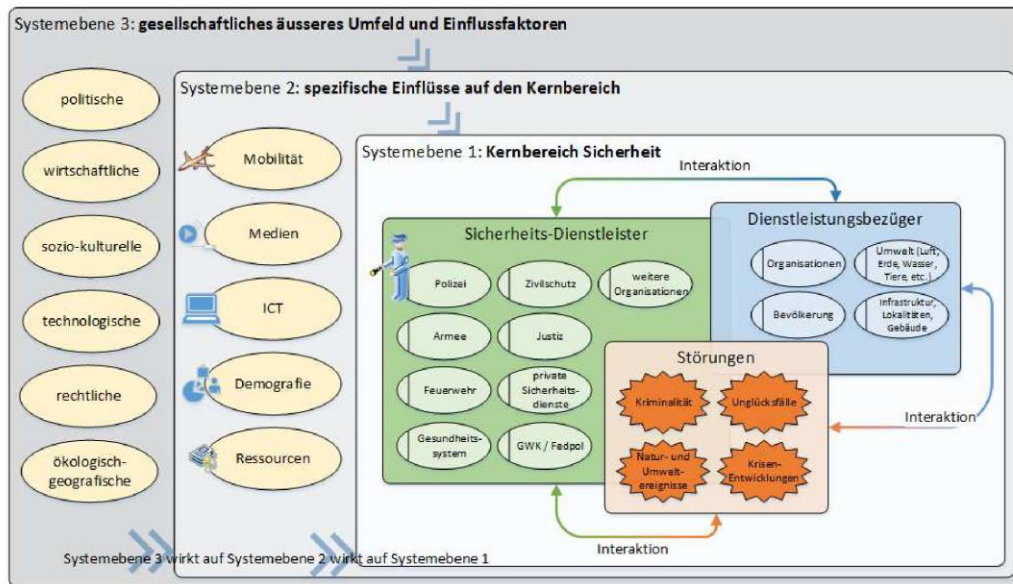 Systemebene 3: gesellschaftliches äusseres Umfeld und Einflussfaktoren
politische
wirtschaftliche
sozio-kulturelle
technologische
rechtliche
ökologisch-
geografische
Systemebene 2: spezifische Einflüsse auf den Kernbereich
Mobilität
Medien
ICT
Demografie
Ressourcen
Systemebene 1: Kernbereich Sicherheit
Interaktion
Sicherheits-Dienstleister
Polizei
Zivilschutz
weitere
Organisationen
Armee
Justiz
Feuerwehr
private
Sicherheits-
dienste
Gesundheits-
system
GWK / Fedpol
Dienstleistungsbezüger
Organisationen
Umwelt (Luft,
Erde, Wasser,
Tiere, etc.)
Bevölkerung
Infrastruktur,
Lokalitäten,
Gebäude
Störungen
Kriminalität
Unglücksfälle
Natur- und
Umwelt-
ereignisse
Krisen-
Entwicklungen
Interaktion
Interaktion
Systemebene 3 wirkt auf Systemebene 2 wirkt auf Systemebene 1